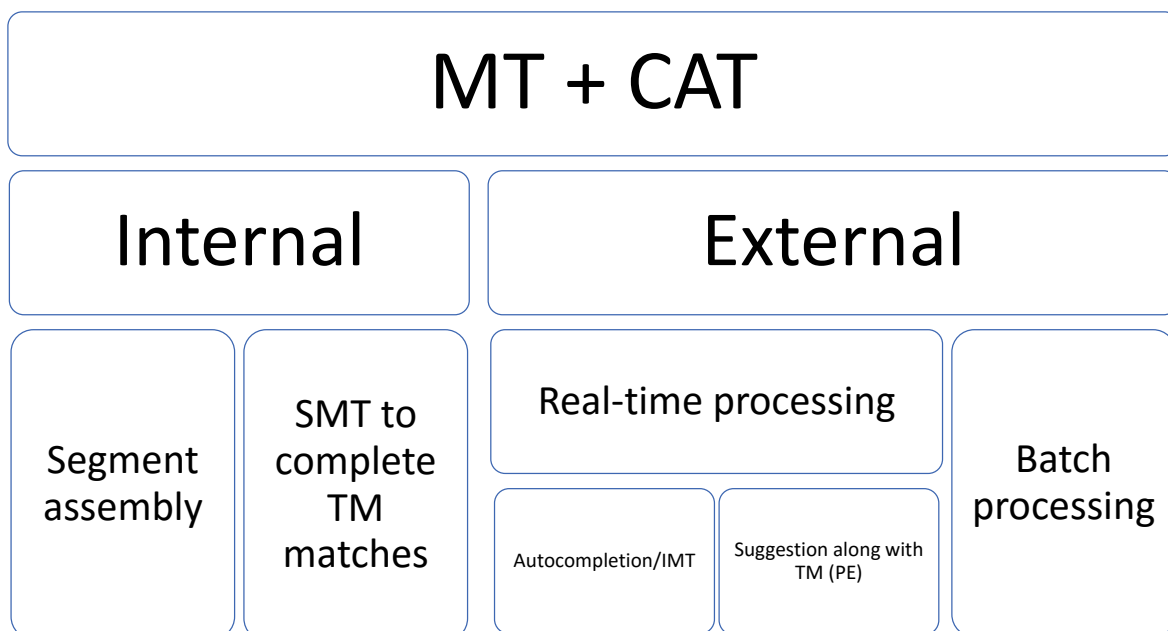 MT + CAT
Internal
External
Segment
assembly
SMT to
complete
TM
matches
Real-time processing
Autocompletion/IMT
Suggestion along with
TM (PE)
Batch
processing